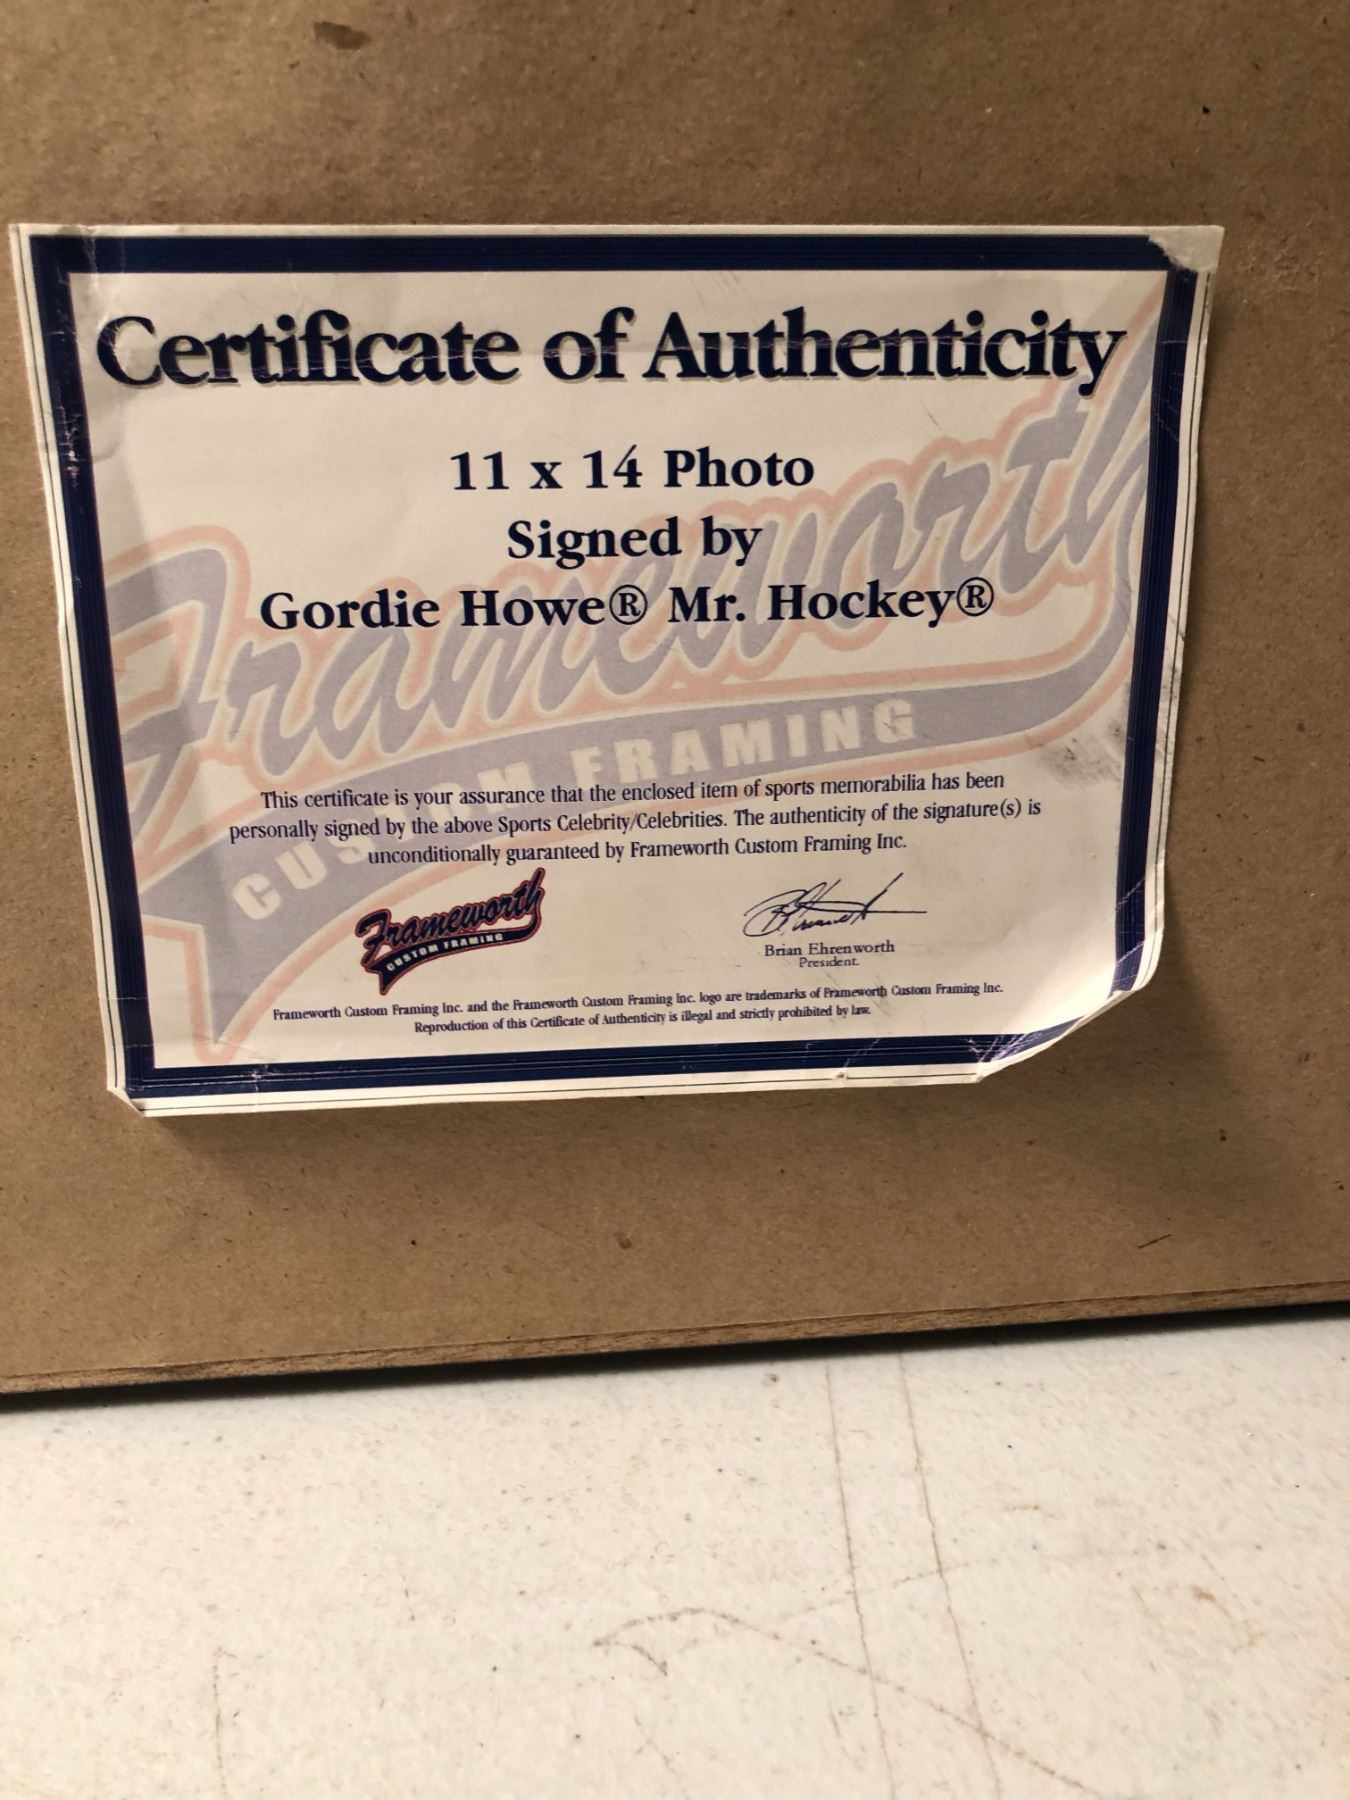 Certificate of Authenticity
11 x 14 Photo
Signed by
Gordie Howe® Mr. Hockey®
Frameworth
CUSTOM FRAMING
This certificate is your assurance that the enclosed item of sports memorabilia has been
personally signed by the above Sports Celebrity/Celebrities. The authenticity of the signature(s) is
unconditionally guaranteed by Frameworth Custom Framing Inc.
Frameworth
CUSTOM FRAMING
Brian Ehrenworth
President
Frameworth Custom Framing Inc. and the Frameworth Custom Framing Inc. logo are trademarks of Frameworth Custom Framing Inc.
Reproduction of this Certificate of Authenticity is illegal and strictly prohibited by law.